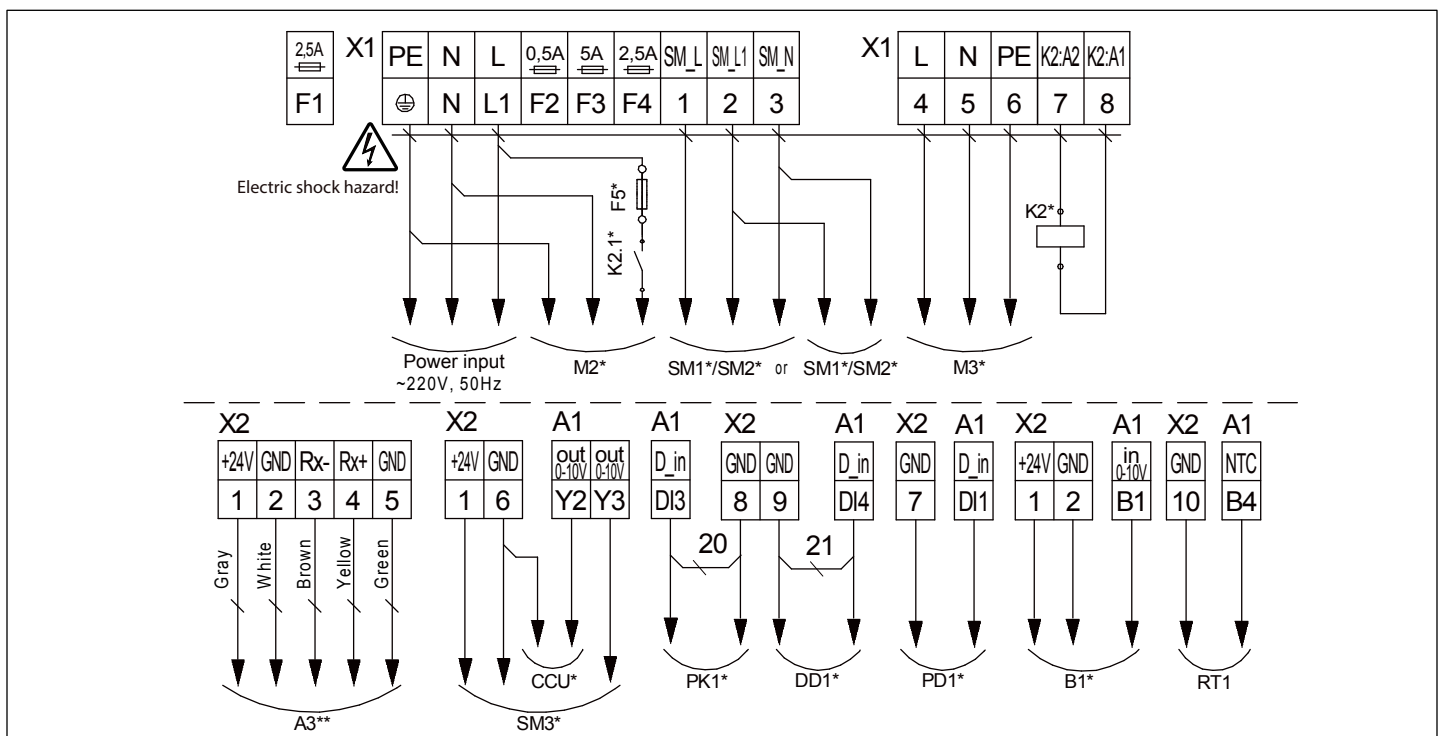 2,5A X1 PE N L 0,5A 5A 2,5A SM_L SM_L1 SM_N X1 L N PE K2:A2 K2:A1
F1 N L1 F2 F3 F4 1 2 3 4 5 6 7 8
Electric shock hazard!
F5*
K2.1*
K2*
Power input
~220V, 50Hz
M2*
SM1*/SM2* or SM1*/SM2*
M3*
X2 X2 A1 A1 X2 A1 X2 A1 X2 A1 X2 A1
+24V GND Rx- Rx+ GND +24V GND out 0-10V out 0-10V D_in GND GND D_in GND D_in +24V GND in 0-10V GND NTC
1 2 3 4 5 1 6 Y2 Y3 DI3 8 9 DI4 7 DI1 1 2 B1 10 B4
20 21
Gray
White
Brown
Yellow
Green
CCU* PK1* DD1* PD1* B1* RT1
A3** SM3*